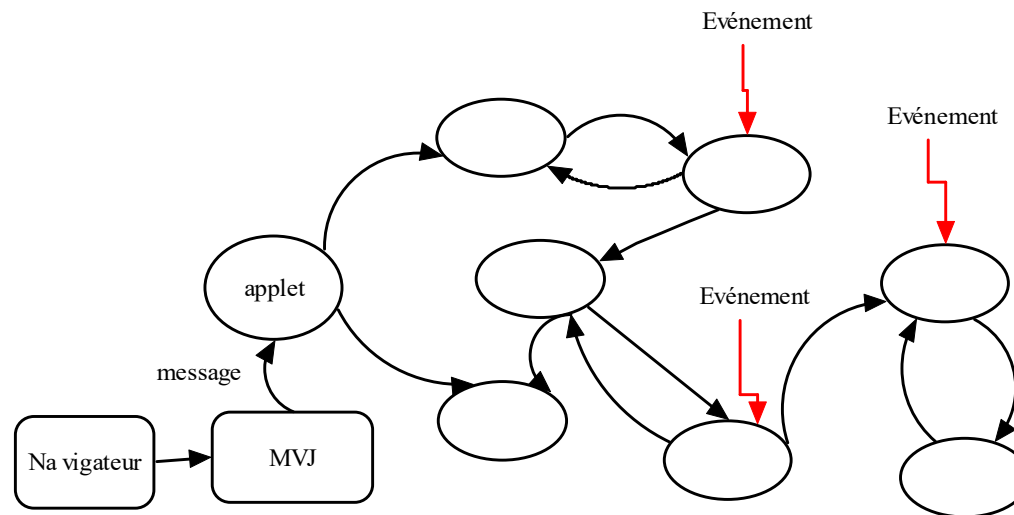 Evénement
Evénement
applet
Evénement
message
Na vigateur
MVJ